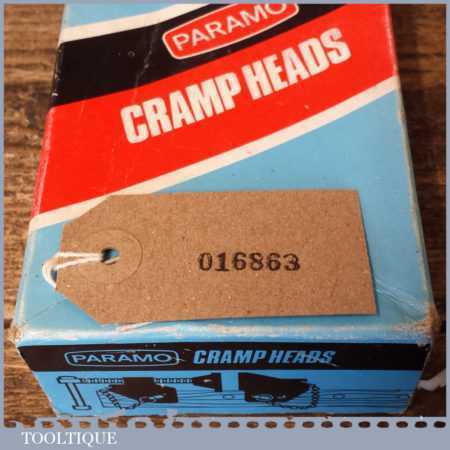 PARAMO
CRAMP HEADS
016863
PARAMO CRAMP HEADS
TOOLTIQUE